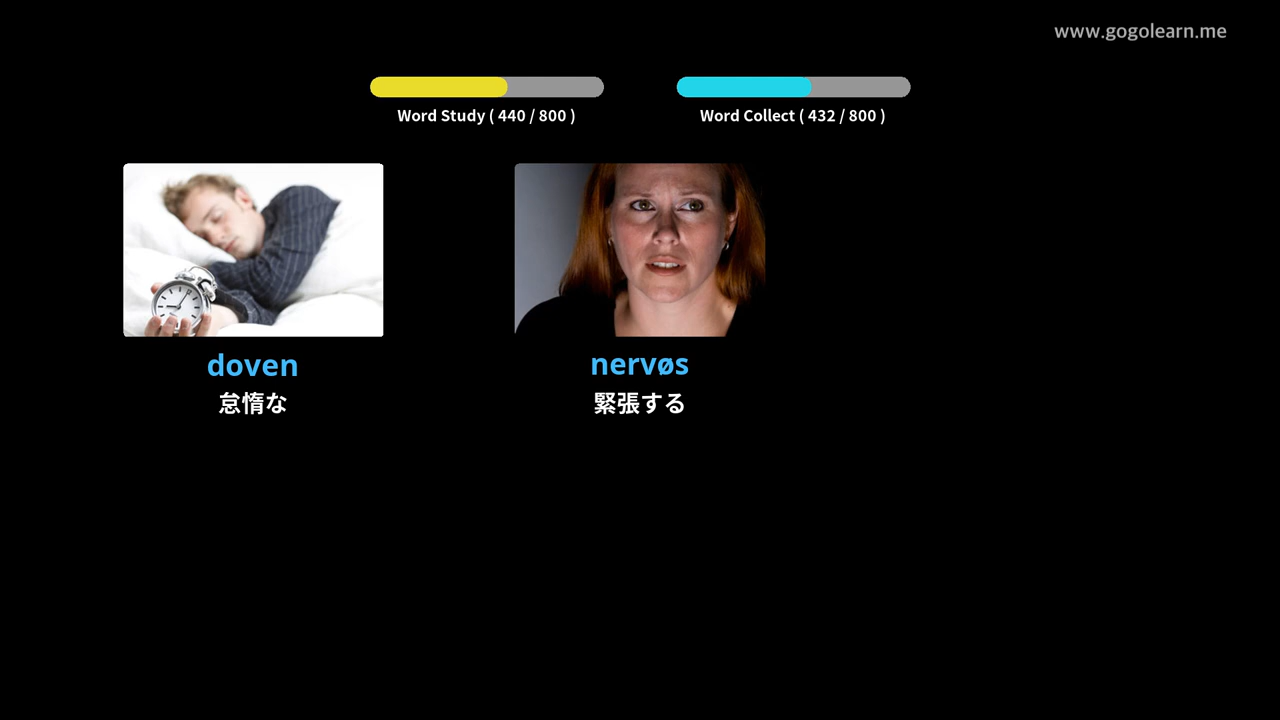 www.gogolearn.me
Word Study ( 440 / 800 )
Word Collect ( 432 / 800 )
doven
怠惰な
nervøs
緊張する